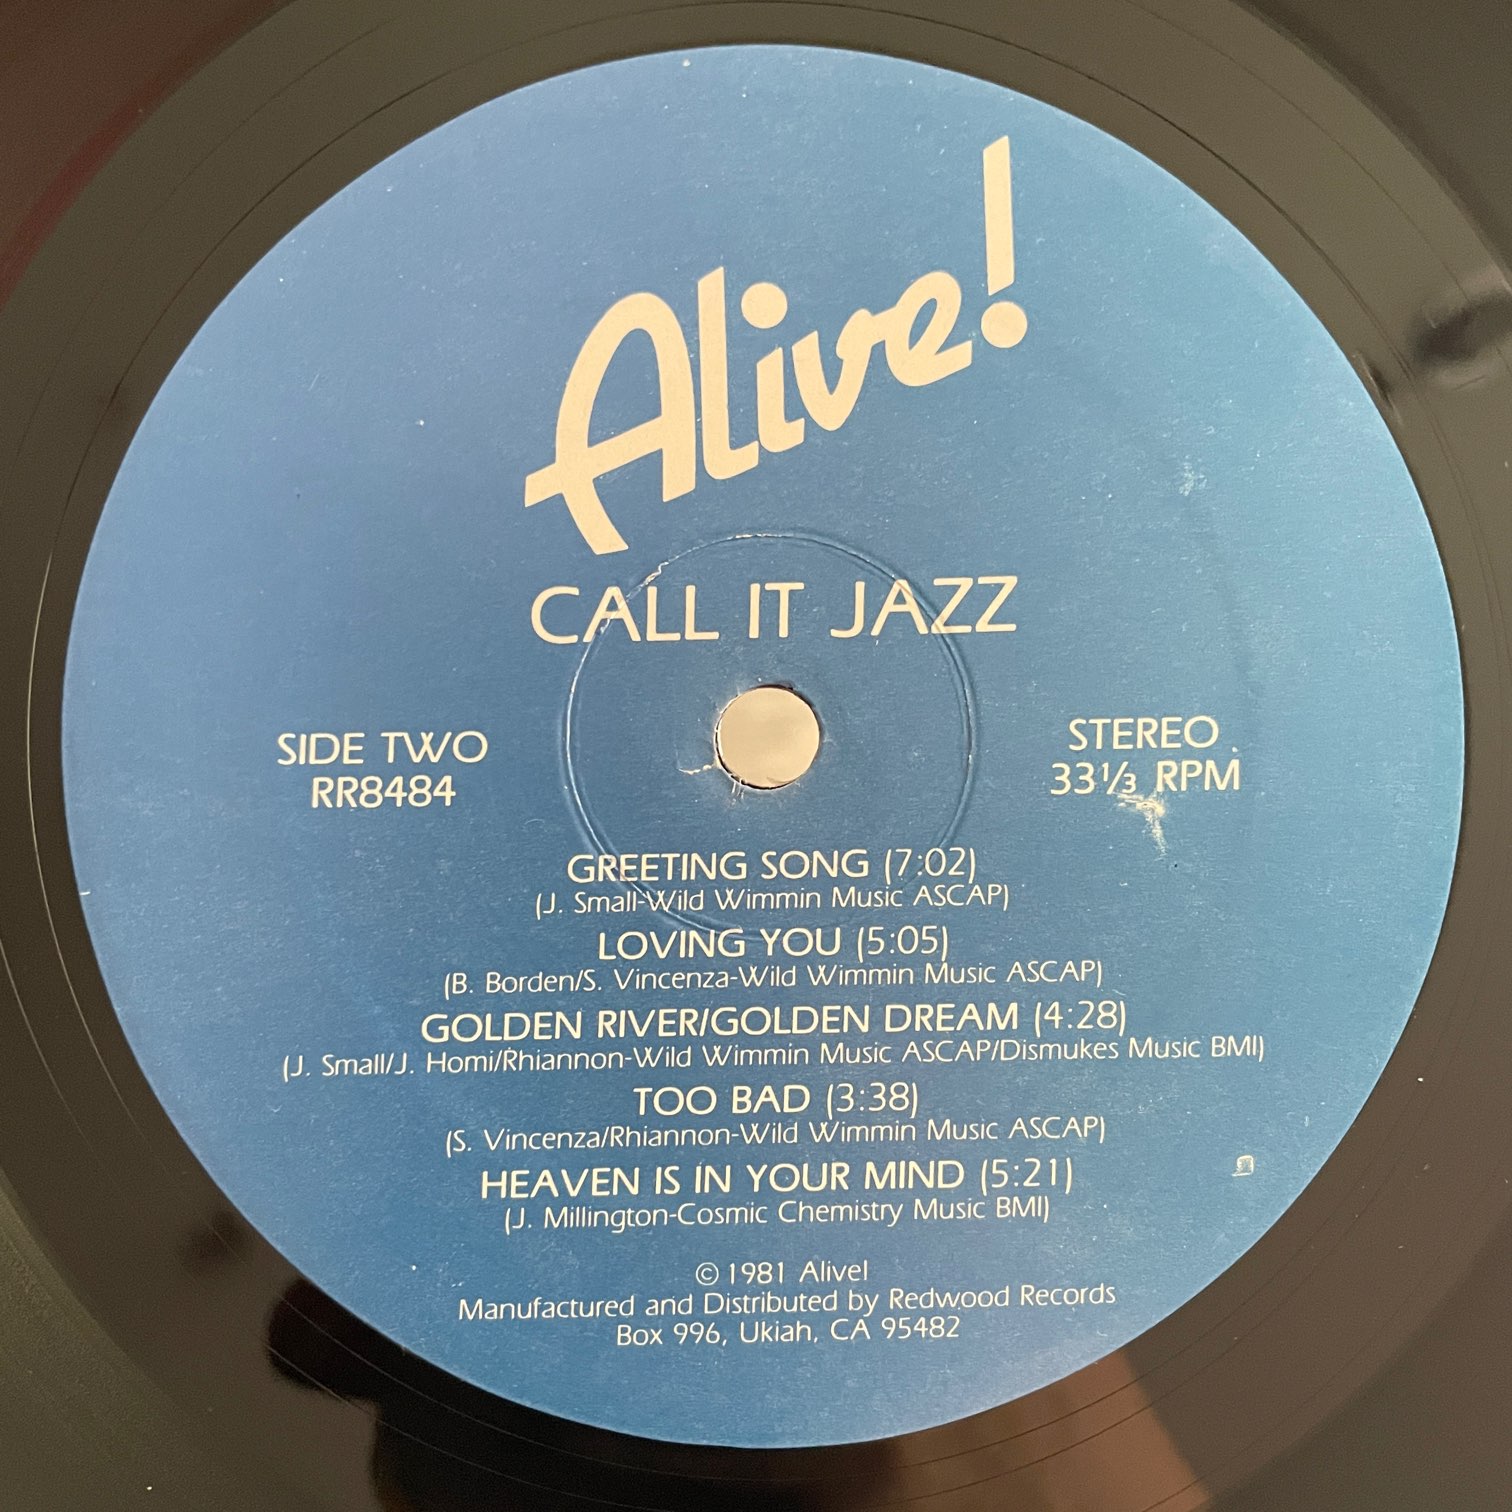 Alive!
CALL IT JAZZ
SIDE TWO
RR8484
STEREO
33 1/3 RPM
GREETING SONG (7:02)
(J. Small-Wild Wimmin Music ASCAP)
LOVING YOU (5:05)
(B. Borden/S. Vincenza-Wild Wimmin Music ASCAP)
GOLDEN RIVER/GOLDEN DREAM (4:28)
(J. Small/J. Homi/Rhiannon-Wild Wimmin Music ASCAP/Dismukes Music BMI)
TOO BAD (3:38)
(S. Vincenza/Rhiannon-Wild Wimmin Music ASCAP)
HEAVEN IS IN YOUR MIND (5:21)
(J. Millington-Cosmic Chemistry Music BMI)
© 1981 Alive!
Manufactured and Distributed by Redwood Records
Box 996, Ukiah, CA 95482